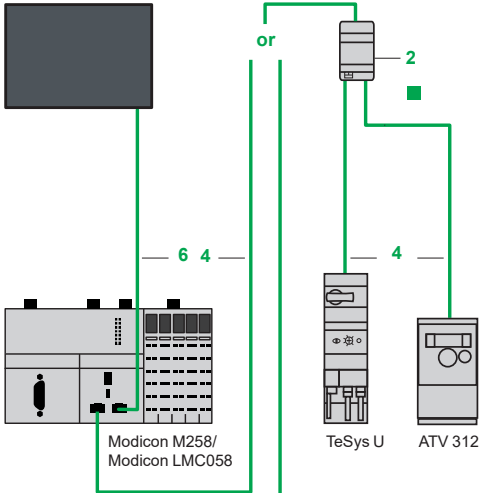 or
2
6 4
4
Modicon M258/
Modicon LMC058
TeSys U
ATV 312